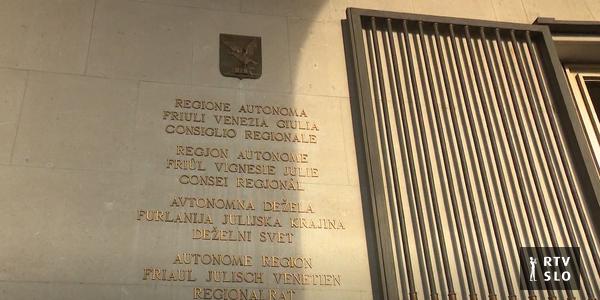 REGIONE AUTONOMA
FRIULI VENEZIA GIULIA
CONSIGLIO REGIONALE
REGJON AUTONOME
FRIÛL VIGNESIE JULIE
CONSEI REGJONÂL
AVTONOMNA DEŽELA
FURLANIJA JULIJSKA KRAJINA
DEŽELNI SVET
AUTONOME REGION
FRIAUL JULISCH VENETIEN
REGIONALRAT
RTV
SLO